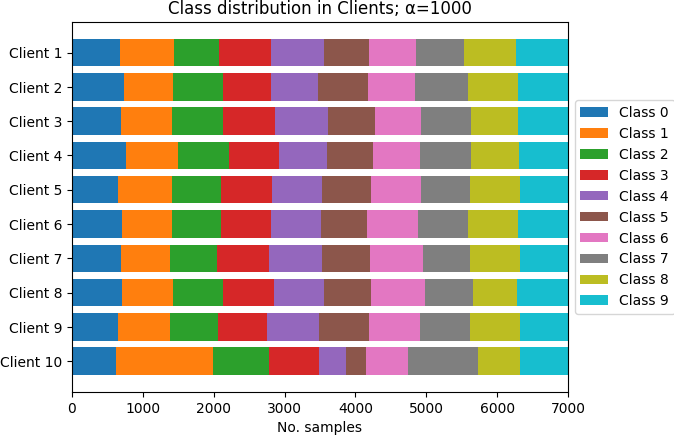 Class distribution in Clients; α=1000
Client 1
Client 2
Client 3
Client 4
Client 5
Client 6
Client 7
Client 8
Client 9
Client 10
0 1000 2000 3000 4000 5000 6000 7000
No. samples
Class 0
Class 1
Class 2
Class 3
Class 4
Class 5
Class 6
Class 7
Class 8
Class 9